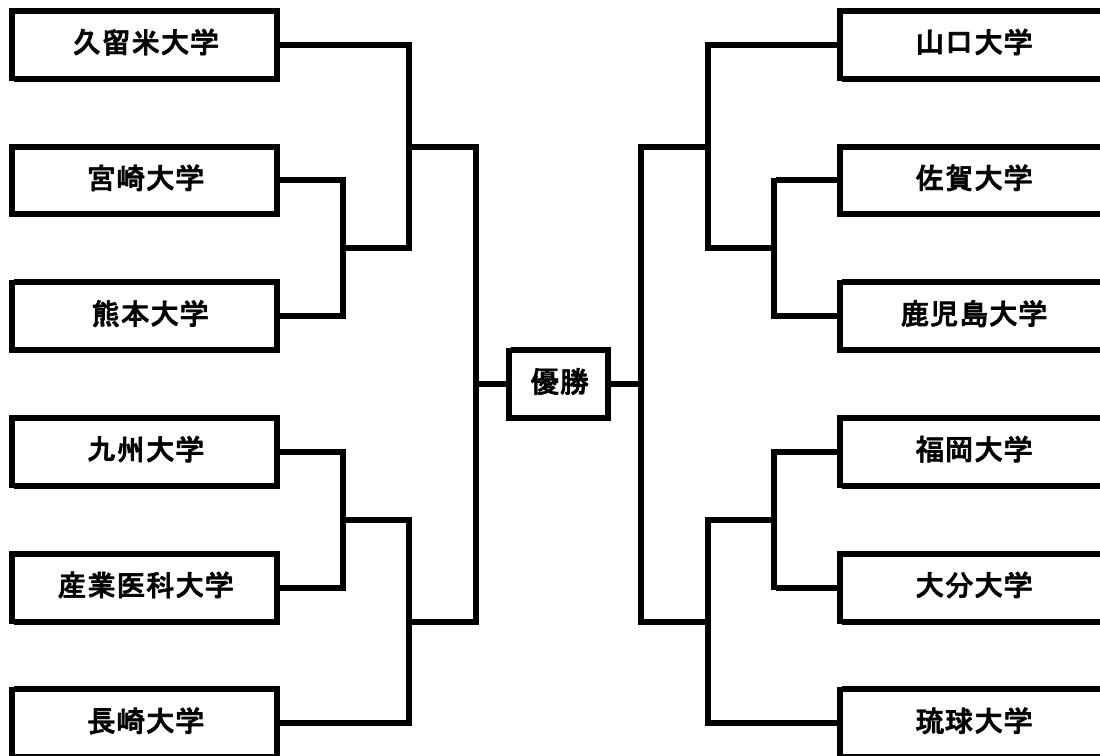 久留米大学
宮崎大学
熊本大学
九州大学
産業医科大学
長崎大学
優勝
山口大学
佐賀大学
鹿児島大学
福岡大学
大分大学
琉球大学